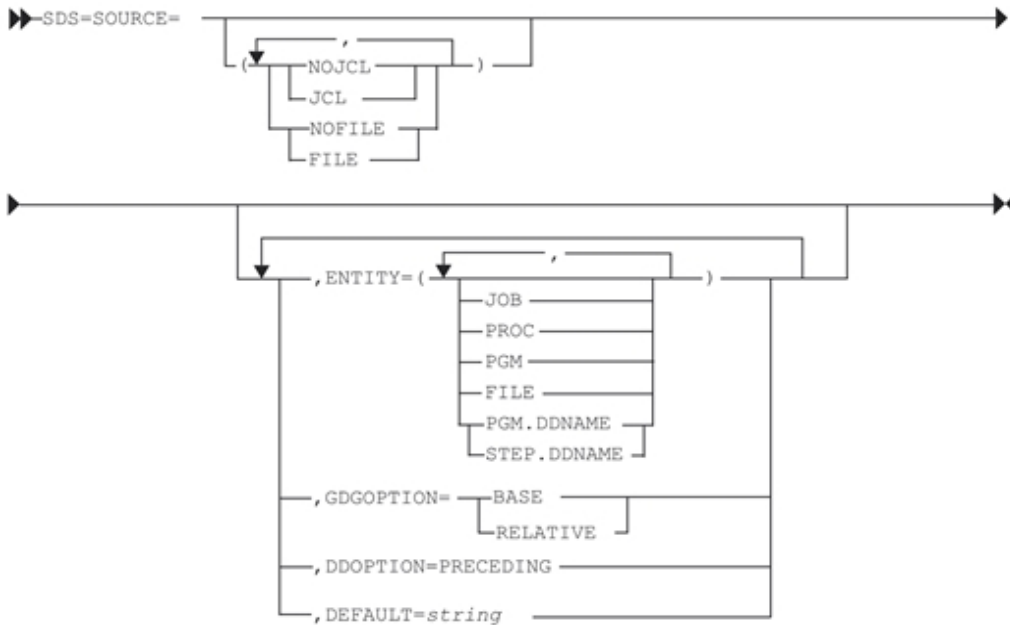 SDS=SOURCE=
,
( NOJCL )
JCL
NOFILE
FILE
,
,ENTITY=( )
JOB
PROC
PGM
FILE
PGM.DDNAME
STEP.DDNAME
,GDGOPTION= BASE
RELATIVE
,DDOPTION=PRECEDING
,DEFAULT=string